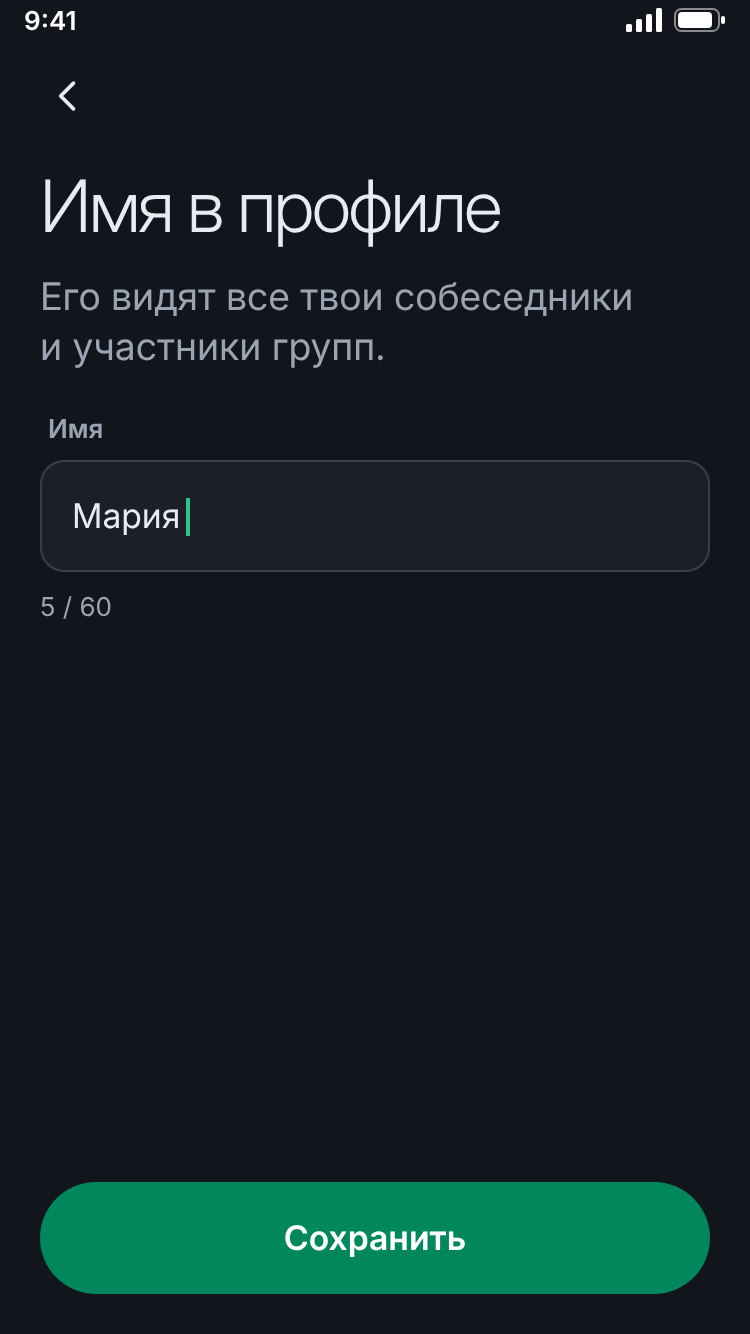 9:41
Имя в профиле
Его видят все твои собеседники
и участники групп.
Имя
Мария
5 / 60
Сохранить